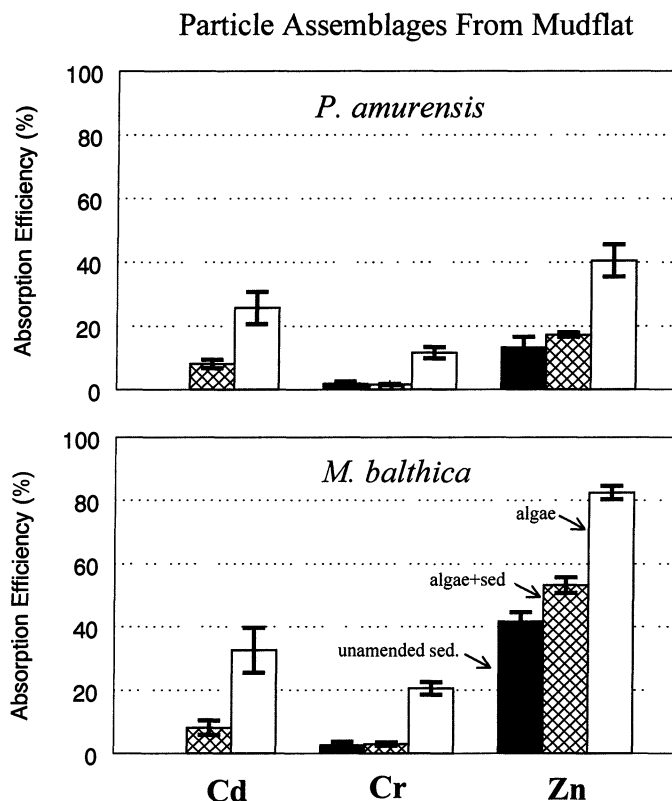 Particle Assemblages From Mudflat
P. amurensis
Absorption Efficiency (%)
100
80
60
40
20
0
M. balthica
Absorption Efficiency (%)
100
80
60
40
20
0
algae
algae+sed
unamended sed.
Cd Cr Zn